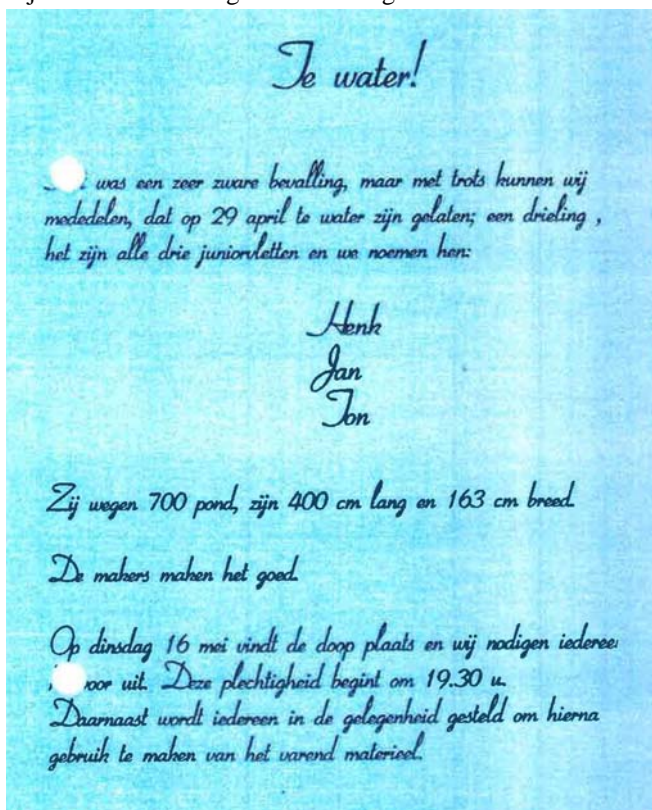 Te water!
was een zeer zware bevalling, maar met trots kunnen wij
mededelen, dat op 29 april te water zijn gelaten; een drieling ,
het zijn alle drie juniorvletten en we noemen hen:
Henk
Jan
Ton
Zij wegen 700 pond, zijn 400 cm lang en 163 cm breed.
De makers maken het goed.
Op dinsdag 16 mei vindt de doop plaats en wij nodigen
voor uit. Deze plechtigheid begint om 19.30 u.
Daarnaast wordt iedereen in de gelegenheid gesteld om hierna
gebruik te maken van het varend materieel.